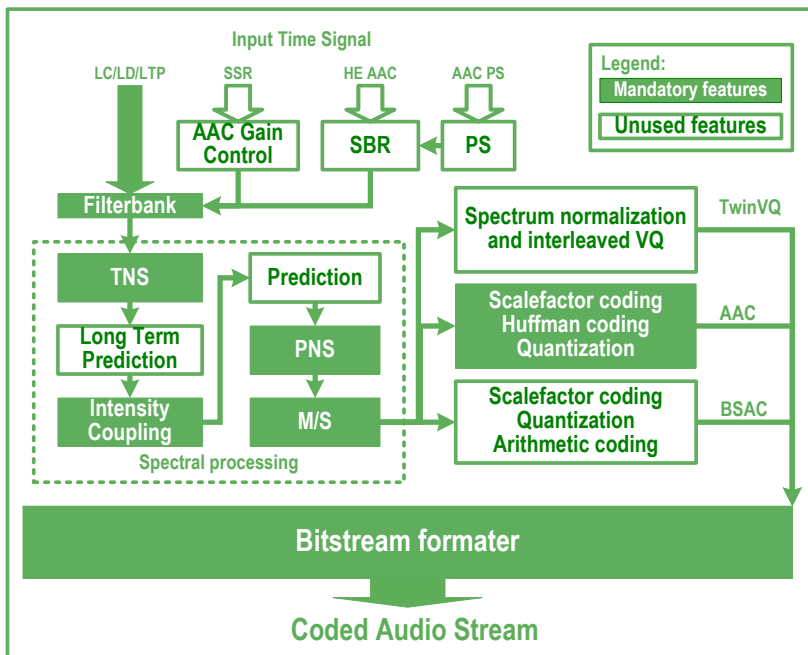 Input Time Signal
LC/LD/LTP
SSR
HE AAC
AAC PS
Legend:
Mandatory features
Unused features
AAC Gain
Control
SBR
PS
Filterbank
TNS
Long Term
Prediction
Intensity
Coupling
Prediction
PNS
M/S
Spectral processing
Spectrum normalization
and interleaved VQ
TwinVQ
Scalefactor coding
Huffman coding
Quantization
AAC
Scalefactor coding
Quantization
Arithmetic coding
BSAC
Bitstream formater
Coded Audio Stream